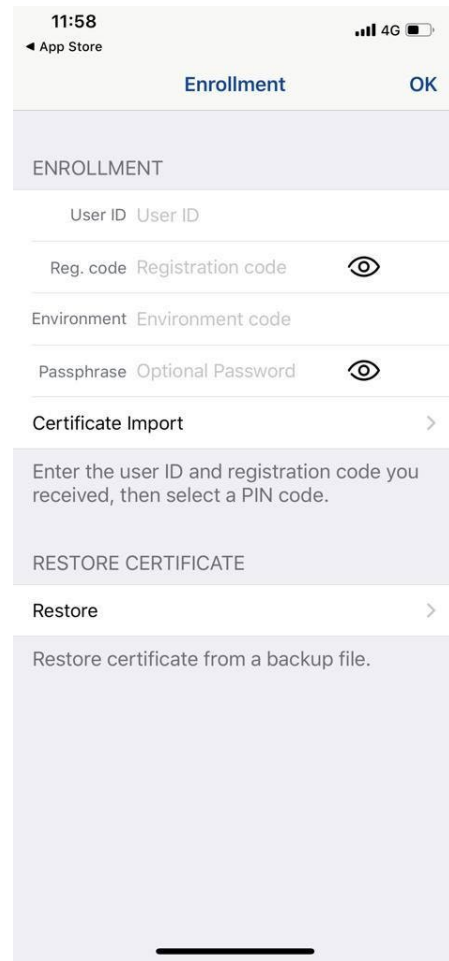 11:58
4G
◀ App Store
Enrollment OK
ENROLLMENT
User ID User ID
Reg. code Registration code
Environment Environment code
Passphrase Optional Password
Certificate Import
Enter the user ID and registration code you
received, then select a PIN code.
RESTORE CERTIFICATE
Restore
Restore certificate from a backup file.